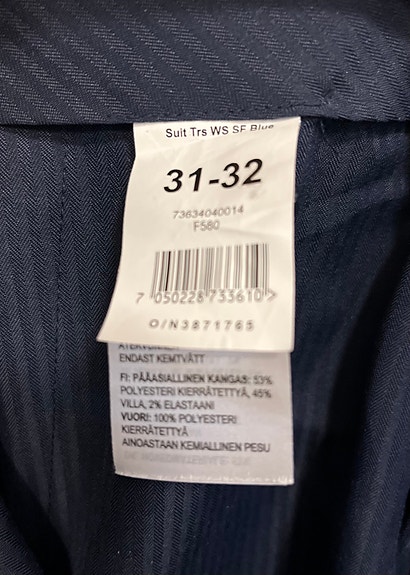 Suit Trs WS SF Blue
31-32
73634040014
F580
7 050228 733610 >
O/N3871765
ENDAST KEMTVÄTT
FI: PÄÄASIALLINEN KANGAS: 53%
POLYESTERI KIERRÄTETTYÄ, 45%
VILLA, 2% ELASTAANI
VUORI: 100% POLYESTERI
KIERRÄTETTYÄ
AINOASTAAN KEMIALLINEN PESU